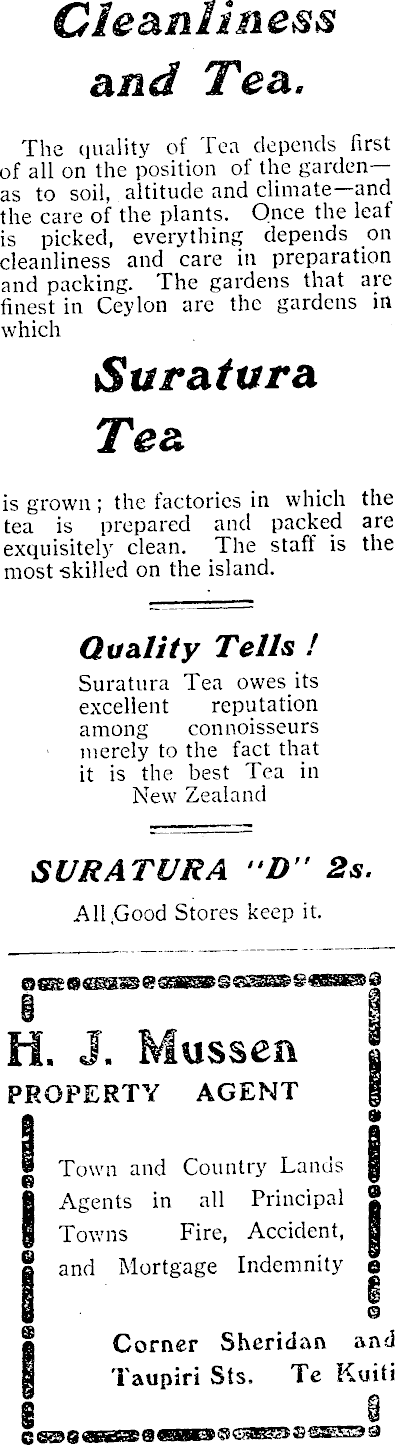 Cleanliness
and Tea.
The quality of Tea depends first
of all on the position of the garden—
as to soil, altitude and climate—and
the care of the plants. Once the leaf
is picked, everything depends on
cleanliness and care in preparation
and packing. The gardens that are
finest in Ceylon are the gardens in
which
Suratura
Tea
is grown; the factories in which the
tea is prepared and packed are
exquisitely clean. The staff is the
most skilled on the island.
Quality Tells!
Suratura Tea owes its
excellent reputation
among connoisseurs
merely to the fact that
it is the best Tea in
New Zealand
SURATURA "D" 2s.
All Good Stores keep it.
H. J. Mussen
PROPERTY AGENT
Town and Country Lands
Agents in all Principal
Towns Fire, Accident,
and Mortgage Indemnity
Corner Sheridan and
Taupiri Sts. Te Kuiti